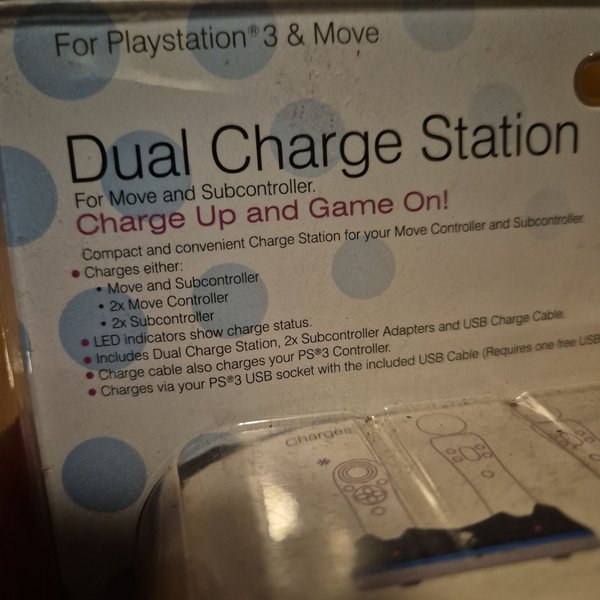 For Playstation®3 & Move
Dual Charge Station
For Move and Subcontroller.
Charge Up and Game On!
Compact and convenient Charge Station for your Move Controller and Subcontroller.
• Charges either:
• Move and Subcontroller
• 2x Move Controller
• 2x Subcontroller
• LED indicators show charge status.
• Includes Dual Charge Station, 2x Subcontroller Adapters and USB Charge Cable.
• Charge cable also charges your PS®3 Controller.
• Charges via your PS®3 USB socket with the included USB Cable (Requires one free USB
Charges
*